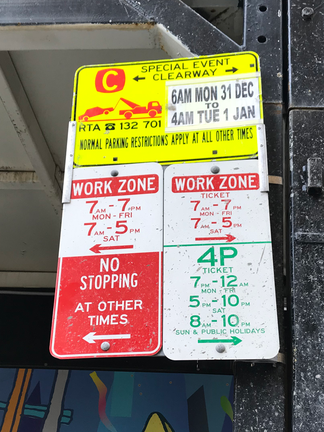 SPECIAL EVENT
CLEARWAY
C
6AM MON 31 DEC
TO
4AM TUE 1 JAN
RTA ☎ 132 701
NORMAL PARKING RESTRICTIONS APPLY AT ALL OTHER TIMES
WORK ZONE
7AM-7PM
MON-FRI
7AM-5PM
SAT
NO
STOPPING
AT OTHER
TIMES
WORK ZONE
TICKET
7AM-7PM
MON-FRI
7AM-5PM
SAT
4P
TICKET
7PM-12AM
MON-FRI
5PM-10PM
SAT
8AM-10PM
SUN & PUBLIC HOLIDAYS